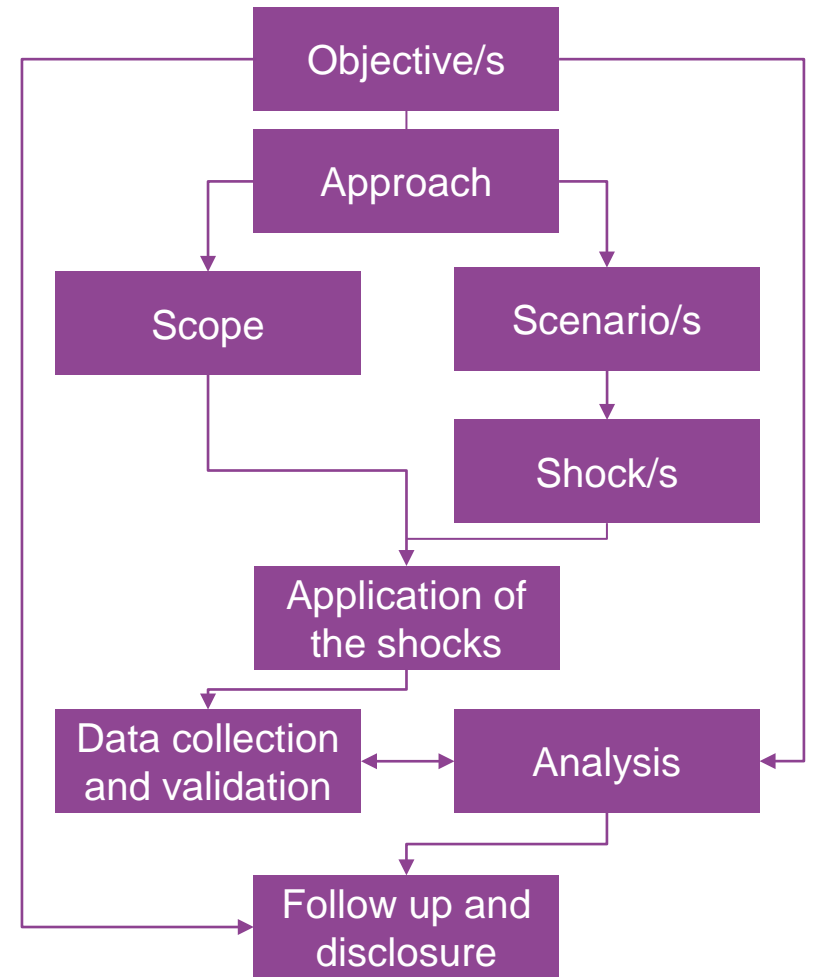 Objective/s
Approach
Scope
Scenario/s
Shock/s
Application of
the shocks
Data collection
and validation
Analysis
Follow up and
disclosure